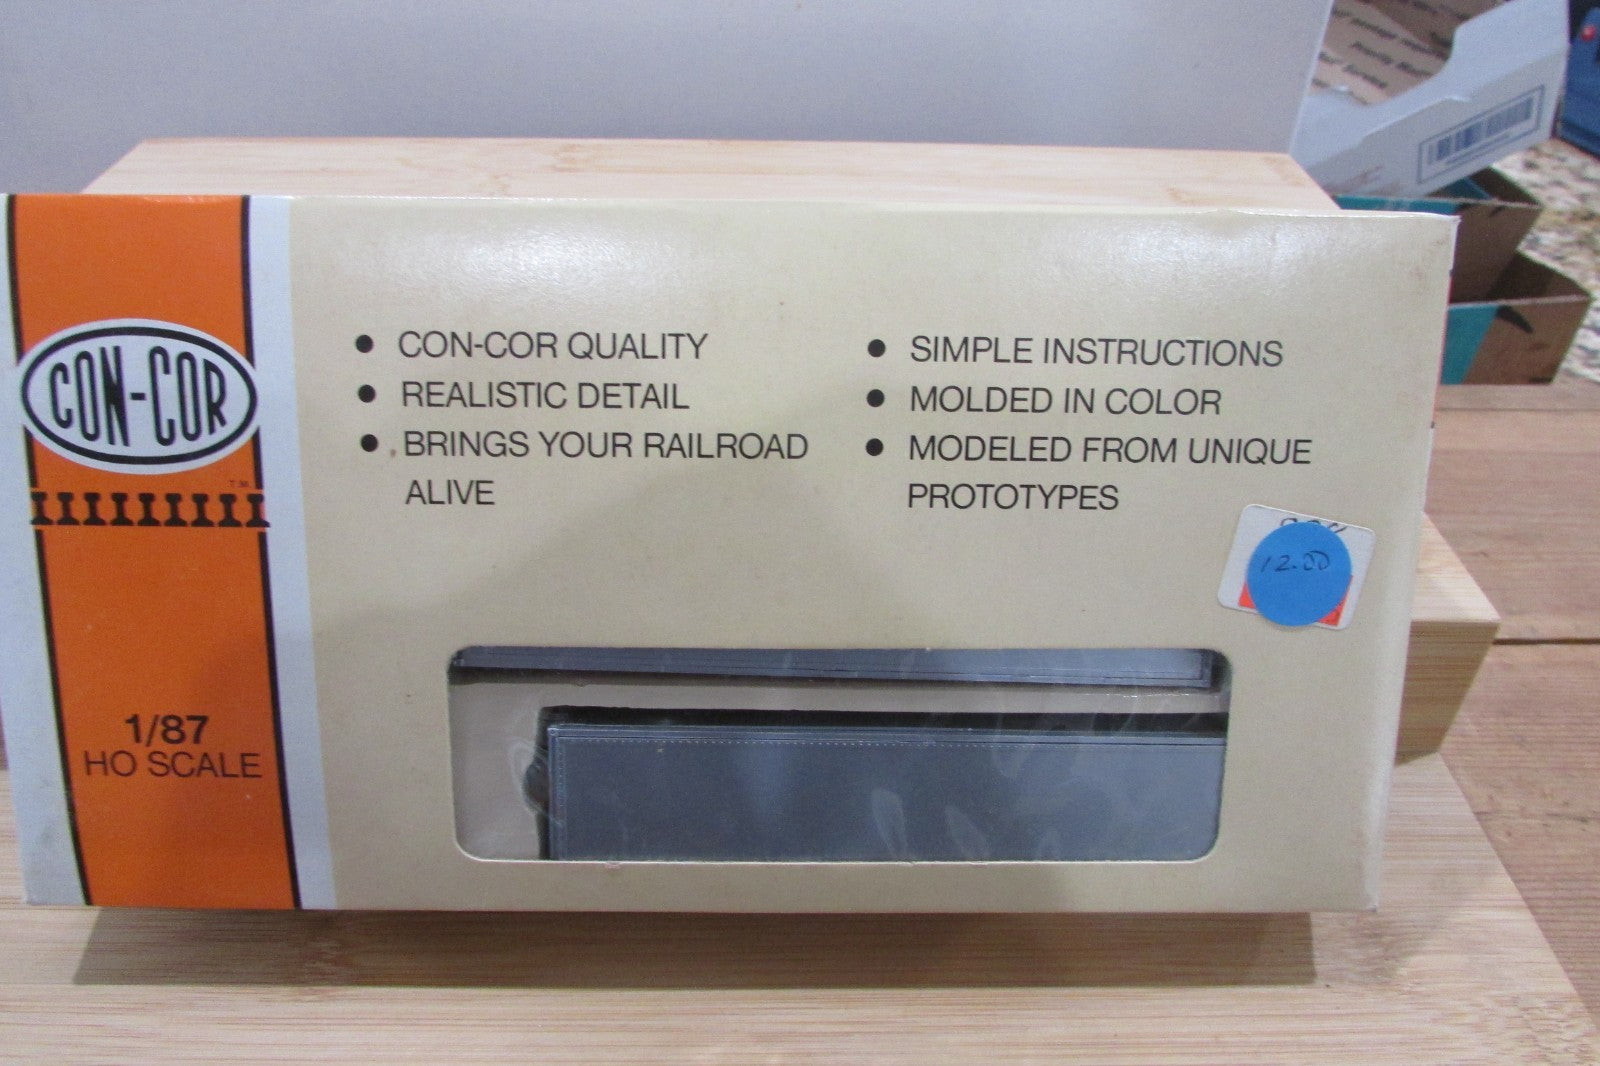 CON-COR
T.M.
1/87
HO SCALE
● CON-COR QUALITY
● REALISTIC DETAIL
● BRINGS YOUR RAILROAD
ALIVE
● SIMPLE INSTRUCTIONS
● MOLDED IN COLOR
● MODELED FROM UNIQUE
PROTOTYPES
12.00